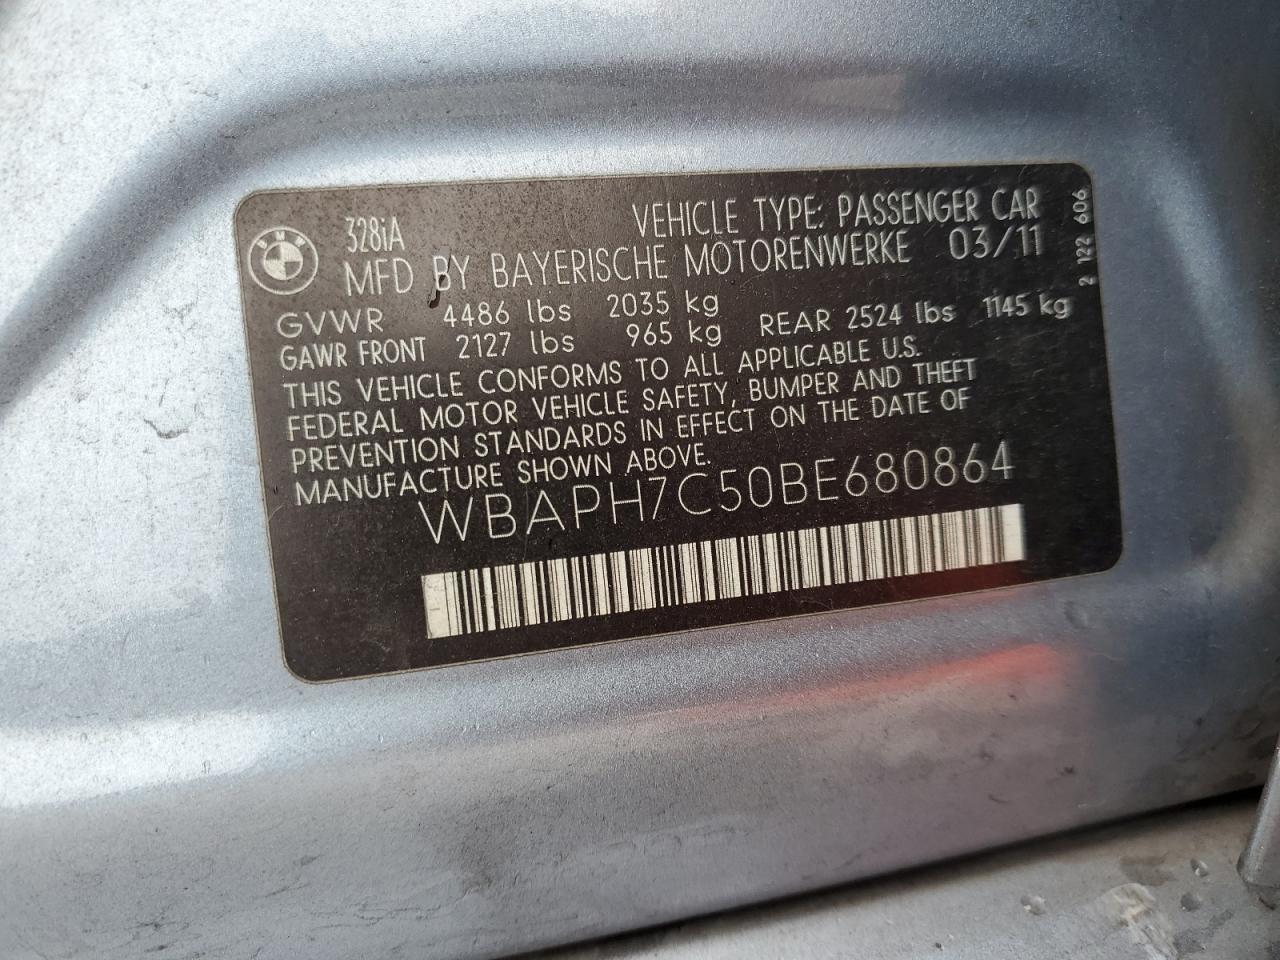 BMW
328iA VEHICLE TYPE: PASSENGER CAR
MFD BY BAYERISCHE MOTORENWERKE 03/11
GVWR 4486 lbs 2035 kg
GAWR FRONT 2127 lbs 965 kg REAR 2524 lbs 1145 kg
THIS VEHICLE CONFORMS TO ALL APPLICABLE U.S.
FEDERAL MOTOR VEHICLE SAFETY, BUMPER AND THEFT
PREVENTION STANDARDS IN EFFECT ON THE DATE OF
MANUFACTURE SHOWN ABOVE.
WBAPH7C50BE680864
2 122 606